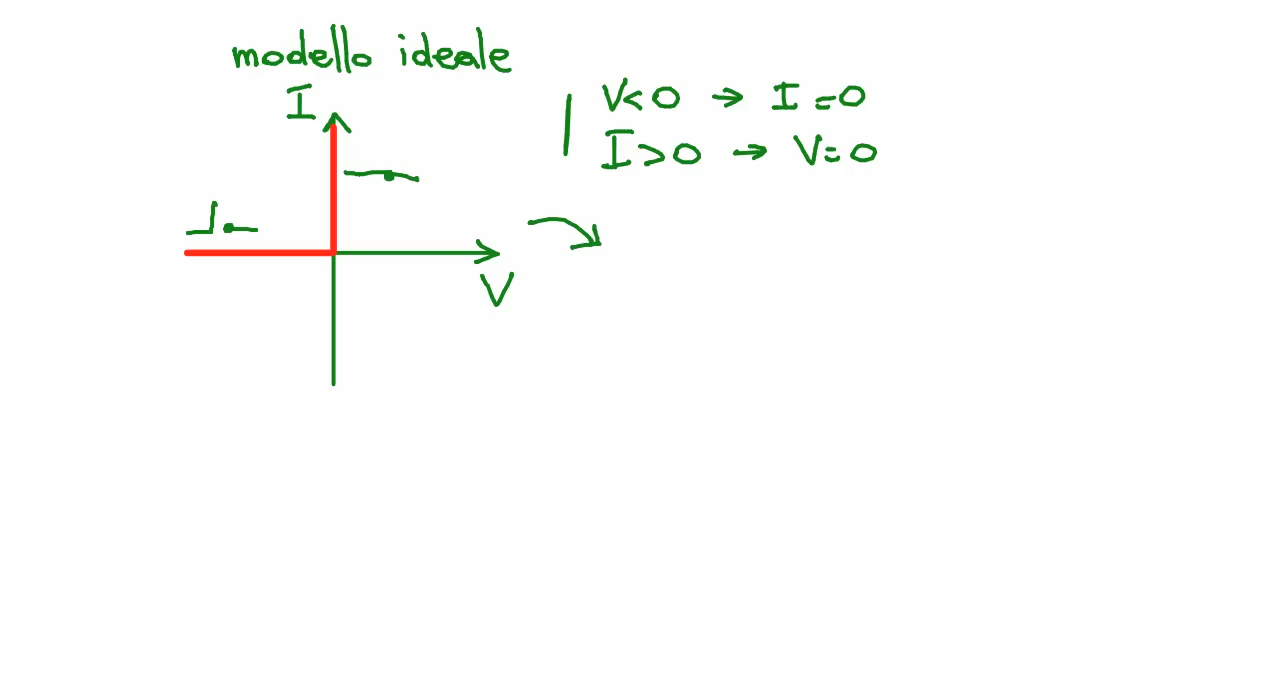 modello ideale
I
V<0 → I=0
I>0 → V=0
V